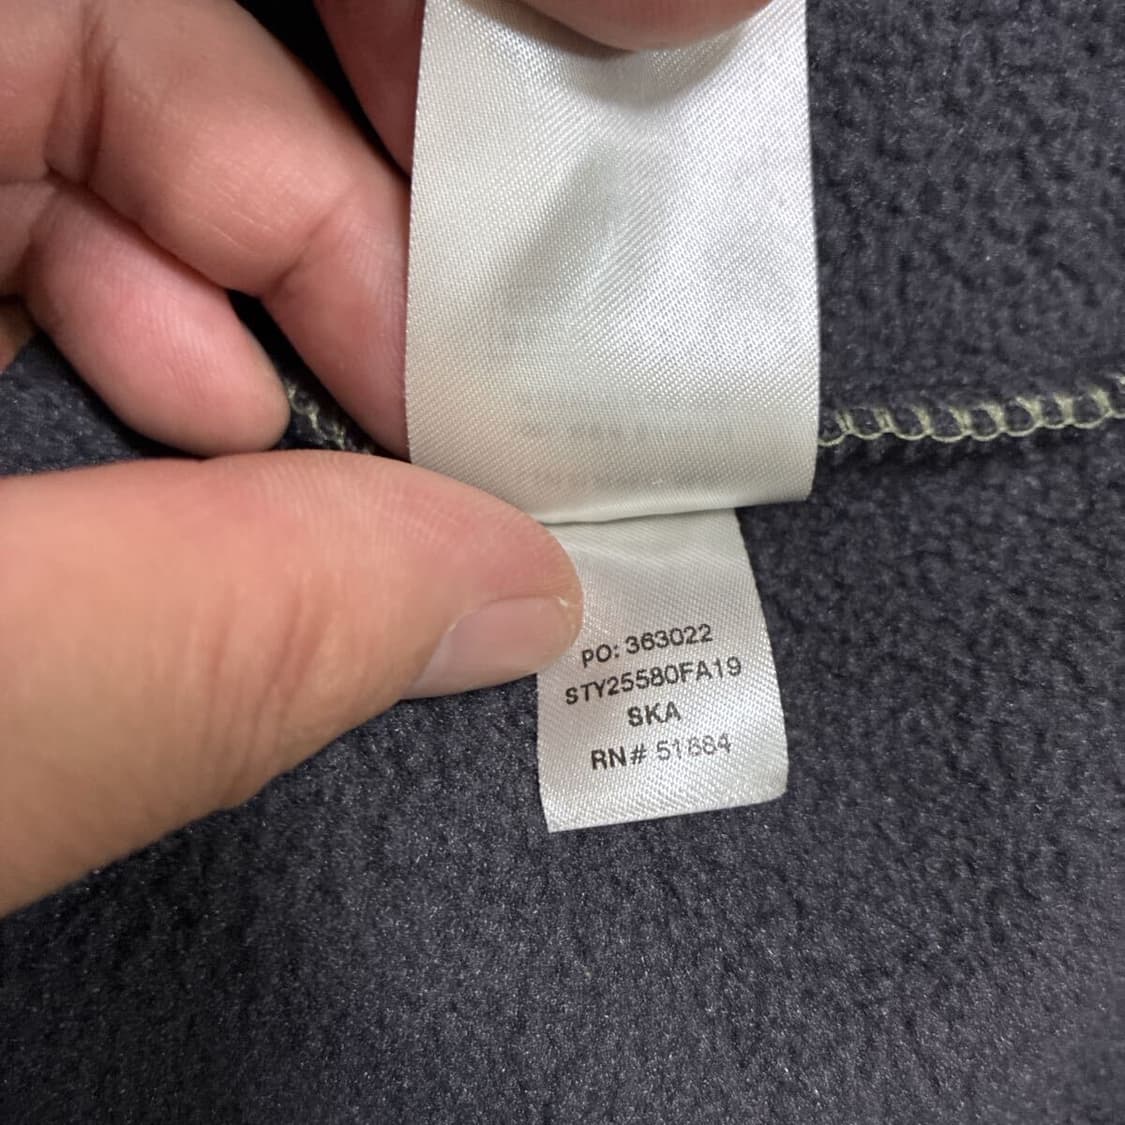 PO: 363022
STY25580FA19
SKA
RN# 51884